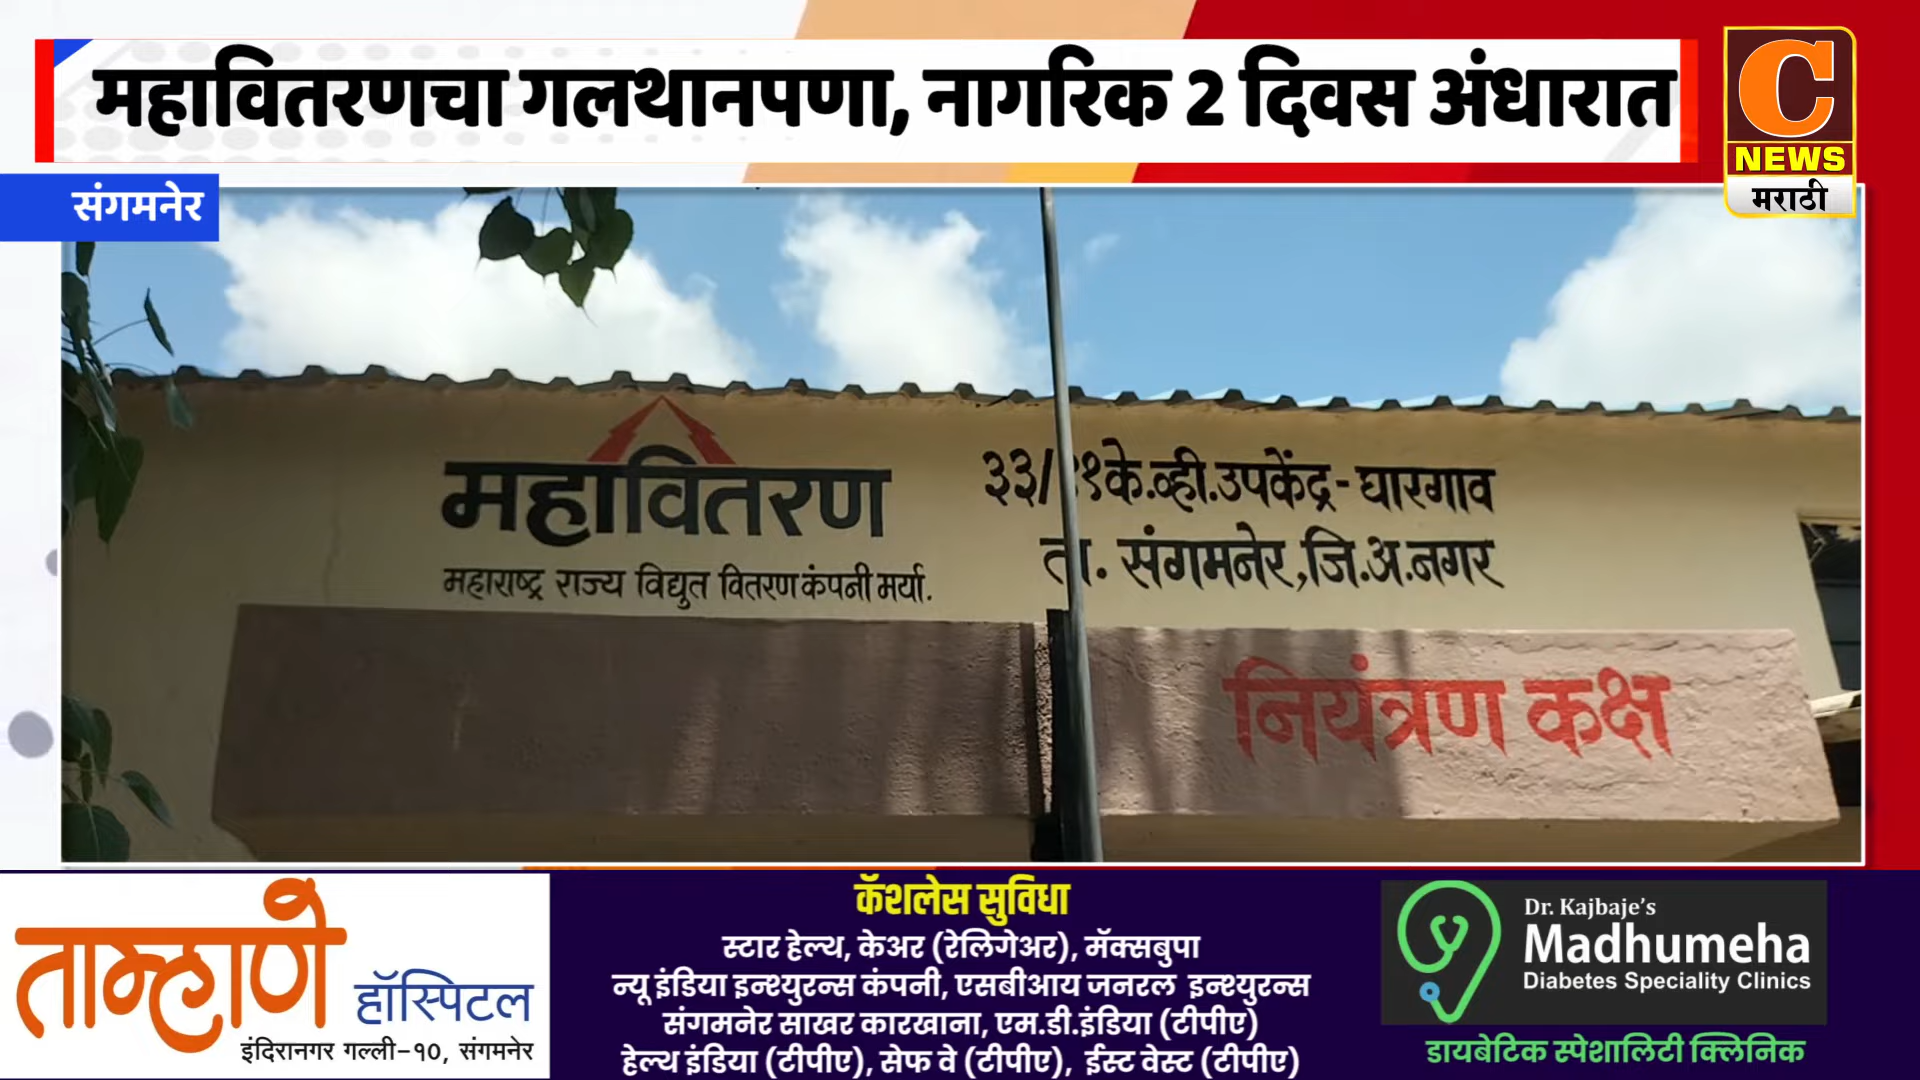 महावितरणचा गलथानपणा, नागरिक 2 दिवस अंधारात
C
NEWS
मराठी
संगमनेर
महावितरण
महाराष्ट्र राज्य विद्युत वितरण कंपनी मर्या.
३३/११के.व्ही.उपकेंद्र-घारगाव
ता. संगमनेर,जि.अ.नगर
नियंत्रण कक्ष
ताम्हाणे हॉस्पिटल
इंदिरानगर गल्ली-१०, संगमनेर
कॅशलेस सुविधा
स्टार हेल्थ, केअर (रेलिगेअर), मॅक्सबुपा
न्यू इंडिया इन्श्युरन्स कंपनी, एसबीआय जनरल इन्श्युरन्स
संगमनेर साखर कारखाना, एम.डी.इंडिया (टीपीए)
हेल्थ इंडिया (टीपीए), सेफ वे (टीपीए), ईस्ट वेस्ट (टीपीए)
Dr. Kajbaje's
Madhumeha
Diabetes Speciality Clinics
डायबेटिक स्पेशालिटी क्लिनिक